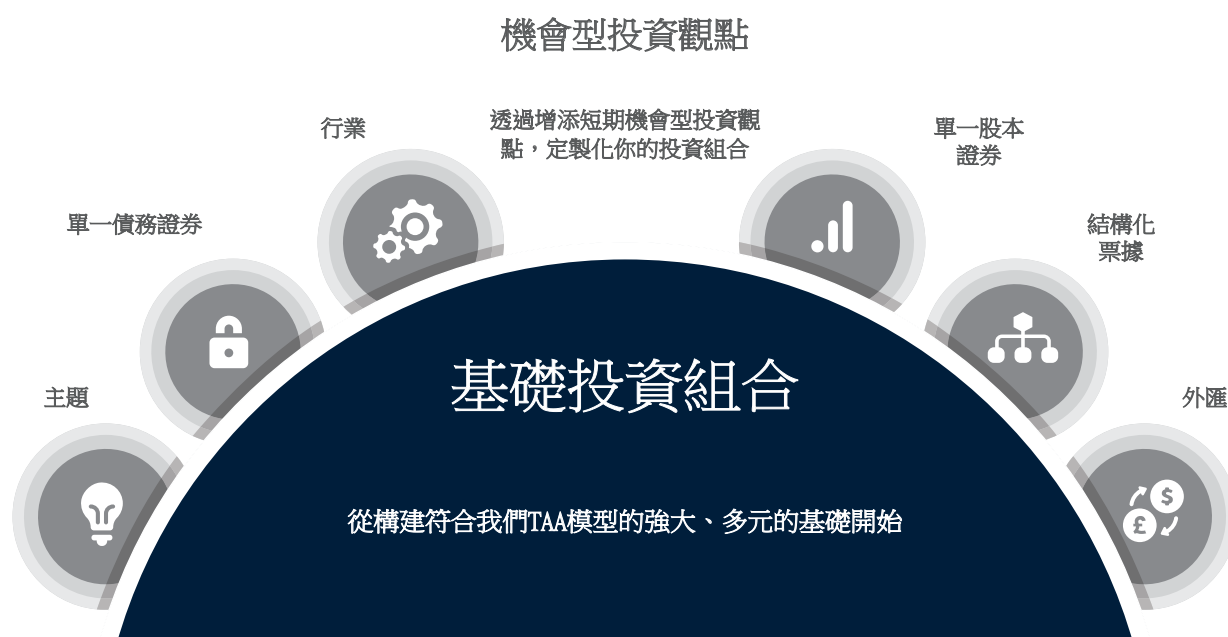 機會型投資觀點
透過增添短期機會型投資觀
點，定製化你的投資組合
行業
單一股本
證券
單一債務證券
結構化
票據
主題
外匯
基礎投資組合
從構建符合我們TAA模型的強大、多元的基礎開始
$
£